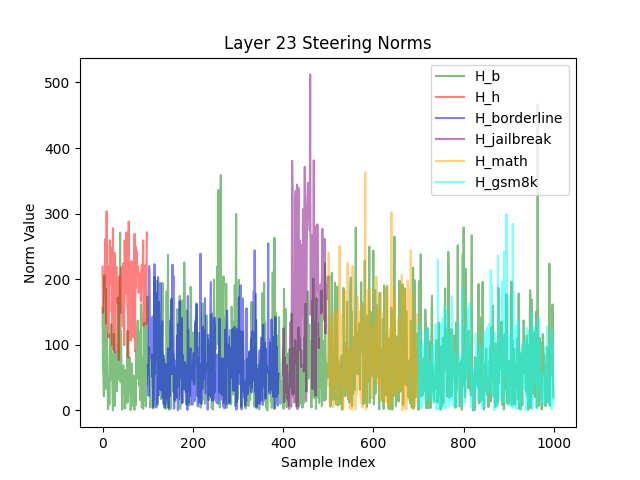 Layer 23 Steering Norms
H_b
H_h
H_borderline
H_jailbreak
H_math
H_gsm8k
500
400
300
200
100
0
Norm Value
0
200
400
600
800
1000
Sample Index